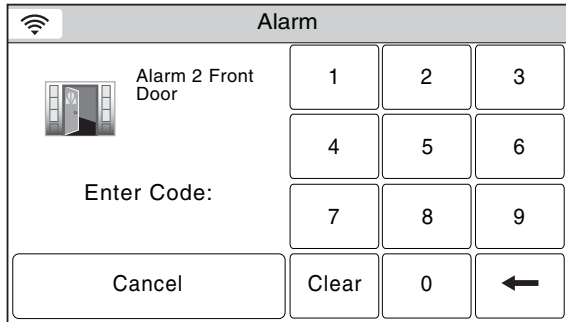 Alarm
Alarm 2 Front
Door
Enter Code:
1 2 3
4 5 6
7 8 9
Cancel Clear 0